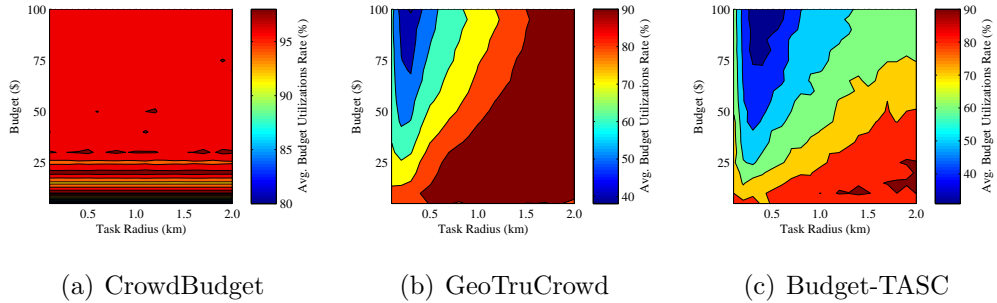 100
75
50
25
Budget ($)
0.5 1.0 1.5 2.0
Task Radius (km)
95
90
85
80
Avg. Budget Utilizations Rate (%)
(a) CrowdBudget
100
75
50
25
Budget ($)
0.5 1.0 1.5 2.0
Task Radius (km)
90
80
70
60
50
40
Avg. Budget Utilizations Rate (%)
(b) GeoTruCrowd
100
75
50
25
Budget ($)
0.5 1.0 1.5 2.0
Task Radius (km)
90
80
70
60
50
40
Avg. Budget Utilizations Rate (%)
(c) Budget-TASC